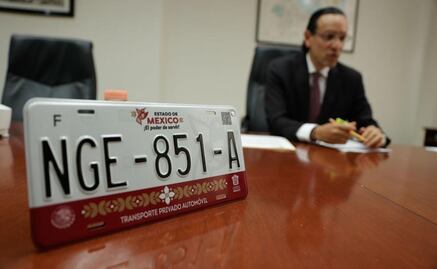 F
ESTADO DE
MÉXICO
¡El poder de servir!
NGE-851-A
TRANSPORTE PRIVADO AUTOMÓVIL